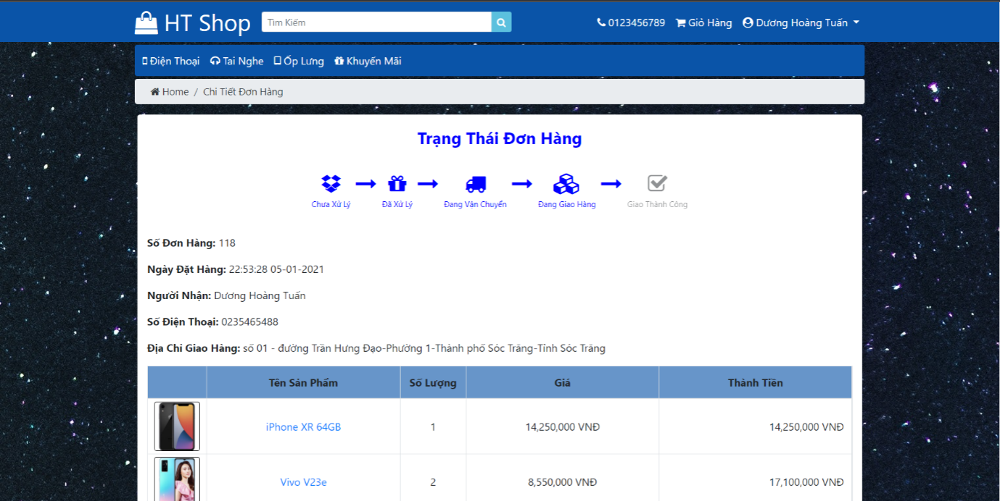 HT Shop Tìm Kiếm 0123456789 Giỏ Hàng Dương Hoàng Tuấn
Điện Thoại Tai Nghe Ốp Lưng Khuyến Mãi
Home / Chi Tiết Đơn Hàng
Trạng Thái Đơn Hàng
Chưa Xử Lý Đã Xử Lý Đang Vận Chuyển Đang Giao Hàng Giao Thành Công
Số Đơn Hàng: 118
Ngày Đặt Hàng: 22:53:28 05-01-2021
Người Nhận: Dương Hoàng Tuấn
Số Điện Thoại: 0235465488
Địa Chỉ Giao Hàng: số 01 - đường Trần Hưng Đạo-Phường 1-Thành phố Sóc Trăng-Tỉnh Sóc Trăng
Tên Sản Phẩm Số Lượng Giá Thành Tiền
iPhone XR 64GB 1 14,250,000 VNĐ 14,250,000 VNĐ
Vivo V23e 2 8,550,000 VNĐ 17,100,000 VNĐ